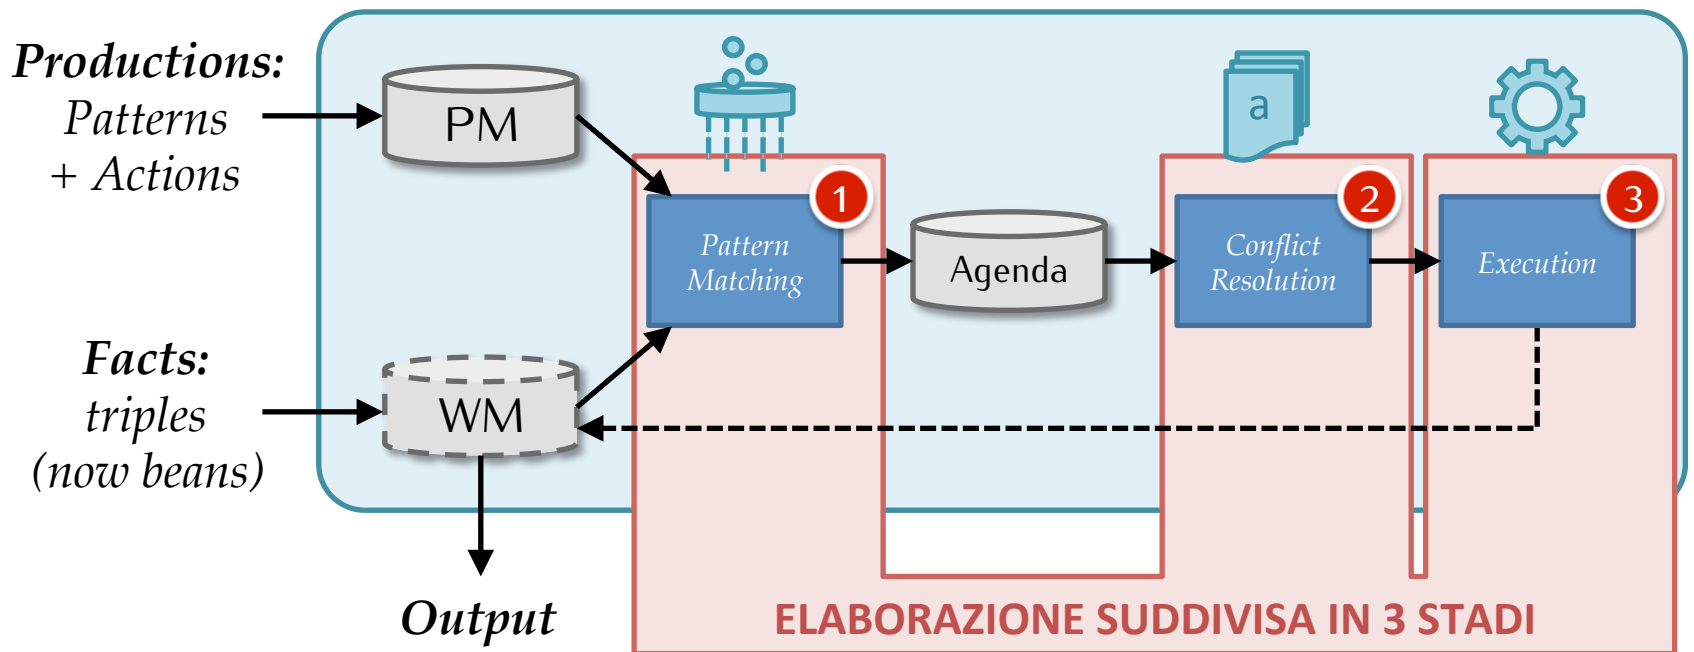 Productions:
Patterns
+ Actions
PM
a
1
2
3
Pattern
Matching
Agenda
Conflict
Resolution
Execution
Facts:
triples
(now beans)
WM
Output
ELABORAZIONE SUDDIVISA IN 3 STADI